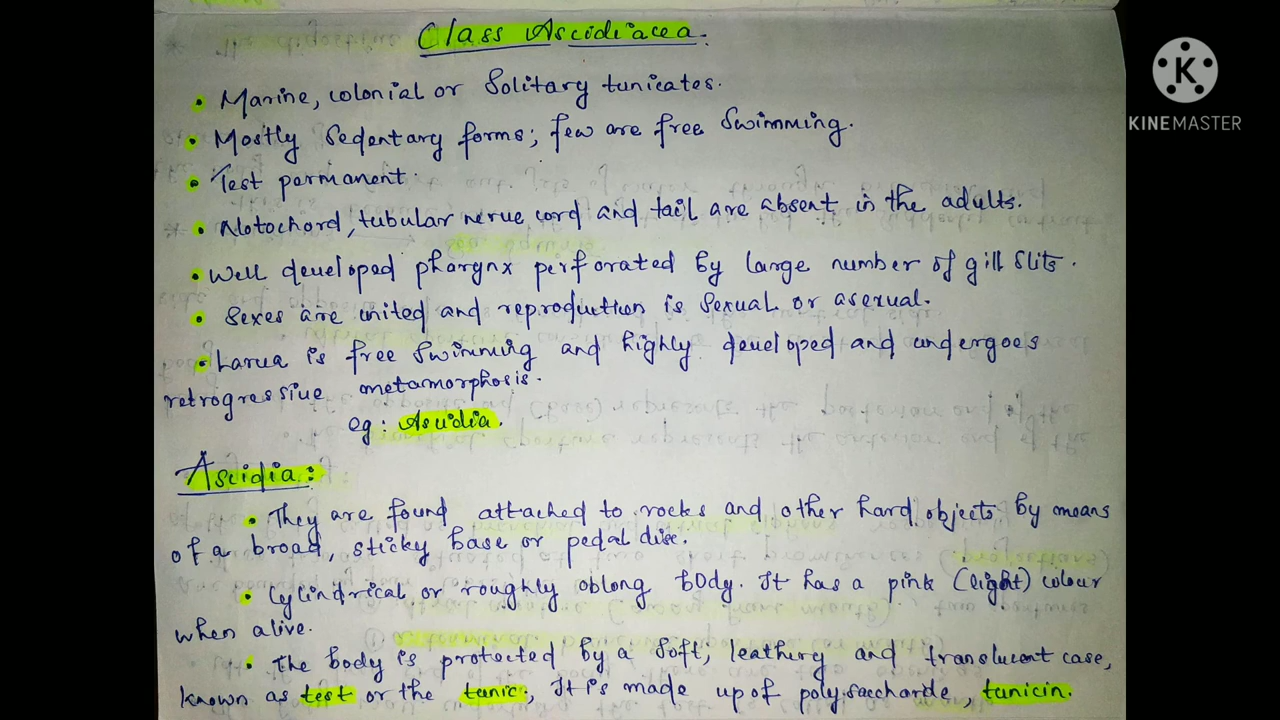 Class Ascidiacea.
• Marine, colonial or Solitary tunicates.
• Mostly Sedentary forms; few are free Swimming.
• Test permanent.
• Notochord, tubular nerve cord and tail are absent in the adults.
• Well developed pharynx perforated by large number of gill slits.
• Sexes are united and reproduction is Sexual or asexual.
• Larva is free Swimming and highly developed and undergoes
retrogressive metamorphosis.
eg: Ascidia.
Ascidia:
• They are found attached to rocks and other hard objects by means
of a broad, sticky base or pedal disc.
• Cylindrical or roughly oblong body. It has a pink (light) colour
when alive.
• The body is protected by a Soft, leathery and translucent case,
known as test or the tunic, It is made up of polysaccharde, tunicin.
K
KINEMASTER